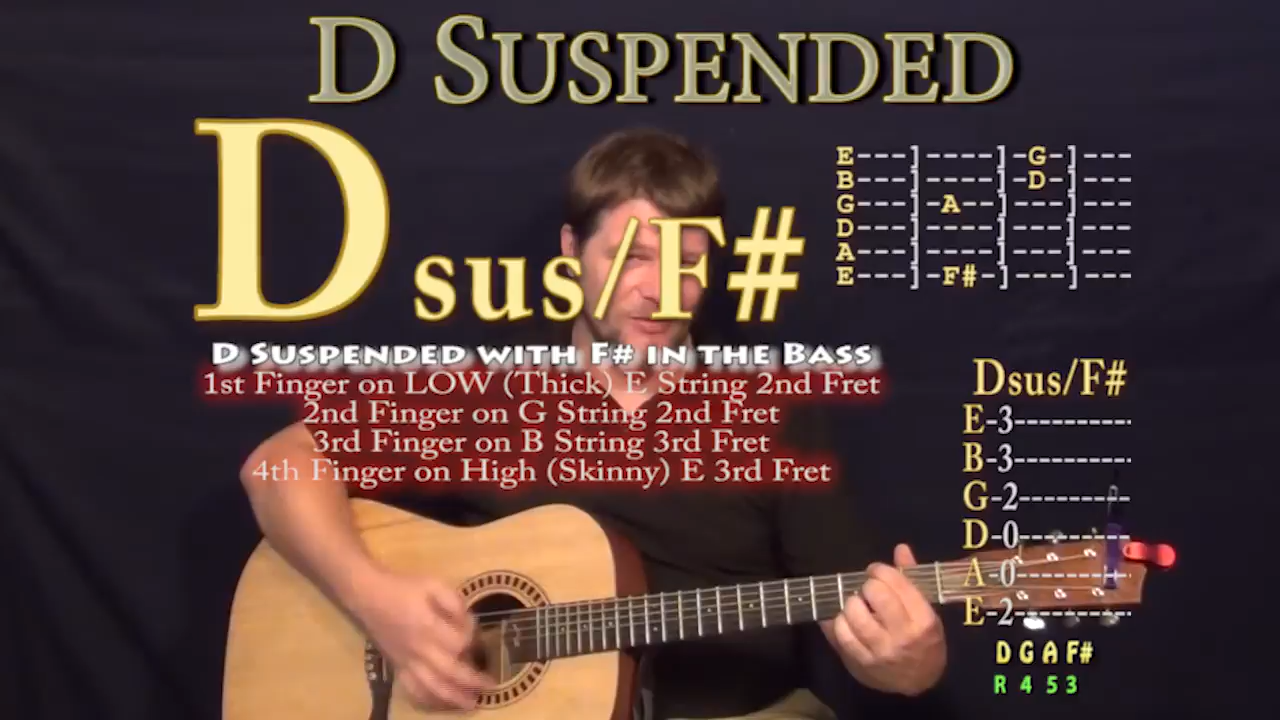 D Suspended
D sus/F#
D Suspended with F# in the Bass
1st Finger on LOW (Thick) E String 2nd Fret
2nd Finger on G String 2nd Fret
3rd Finger on B String 3rd Fret
4th Finger on High (Skinny) E 3rd Fret
E---]----]-G-]---
B---]----]-D-]---
G---]-A--]---]---
D---]----]---]---
A---]----]---]---
E---]-F#-]---]---
Dsus/F#
E-3----------
B-3----------
G-2----------
D-0----------
A-0----------
E-2----------
D G A F#
R 4 5 3